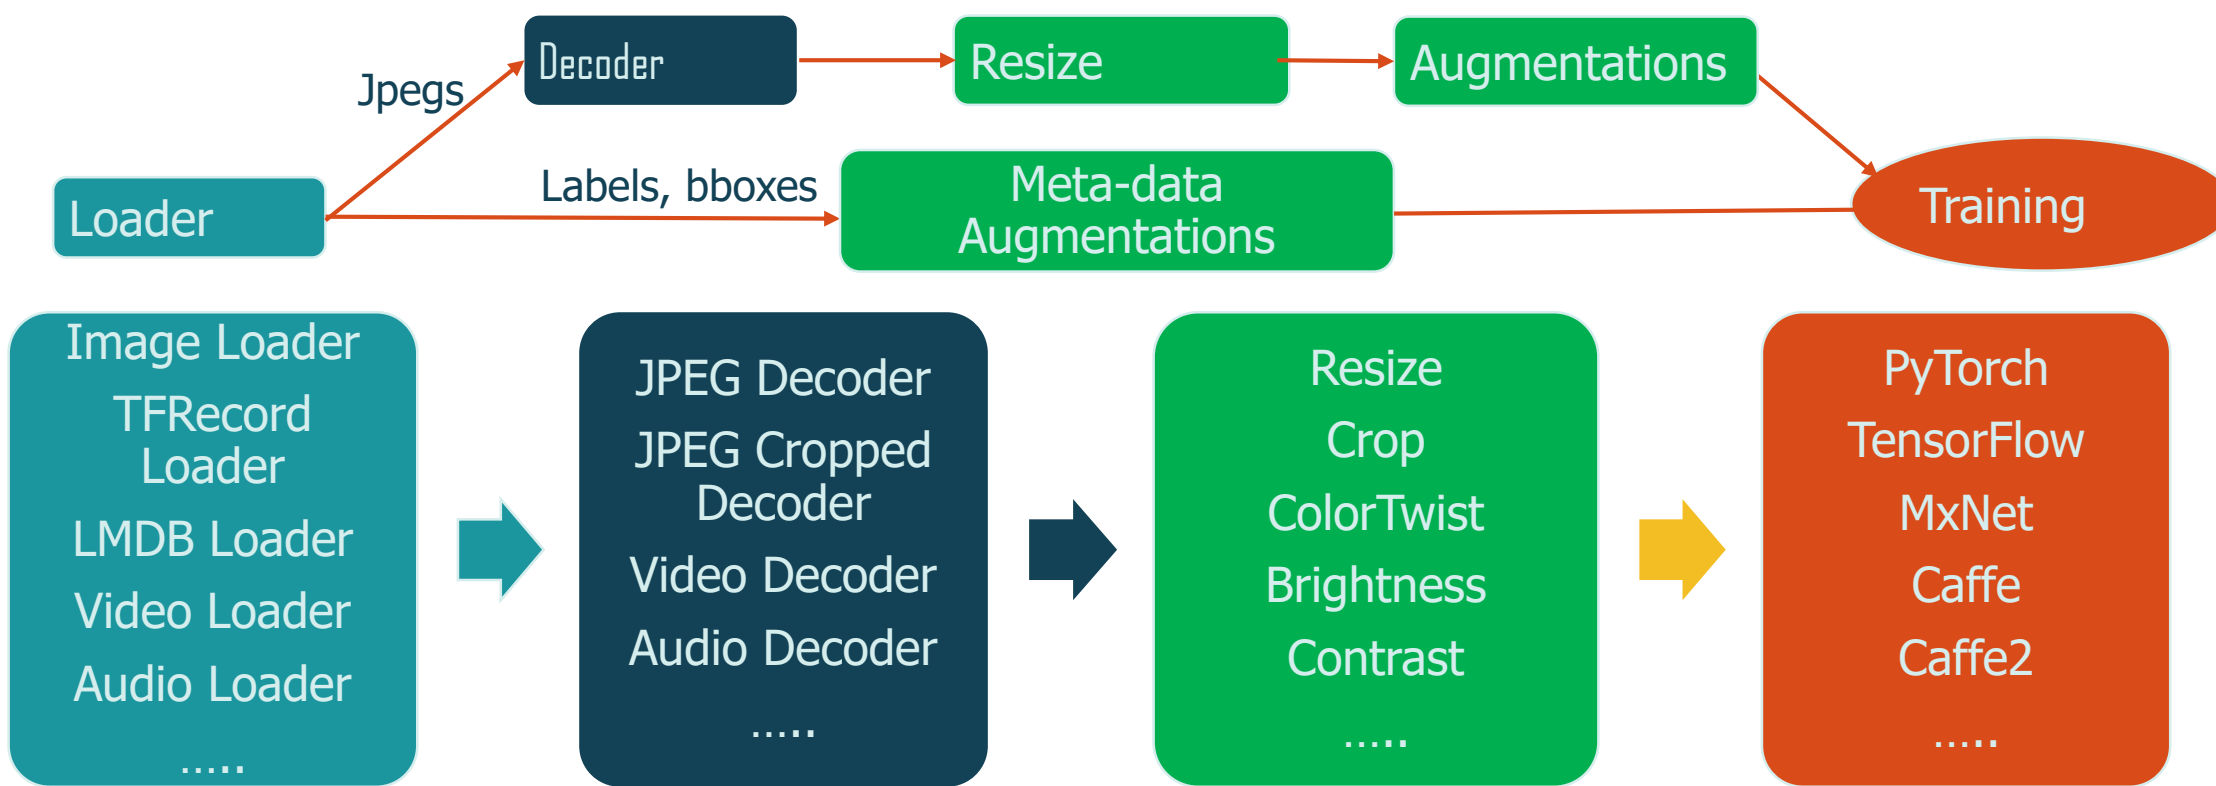 Decoder
Resize
Augmentations
Jpegs
Labels, bboxes
Meta-data
Augmentations
Loader
Training
Image Loader
TFRecord
Loader
LMDB Loader
Video Loader
Audio Loader
.....
JPEG Decoder
JPEG Cropped
Decoder
Video Decoder
Audio Decoder
.....
Resize
Crop
ColorTwist
Brightness
Contrast
.....
PyTorch
TensorFlow
MxNet
Caffe
Caffe2
.....